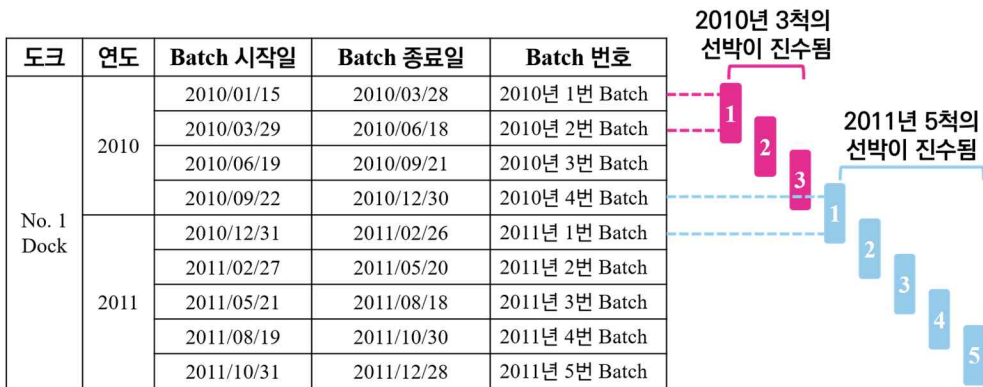 2010년 3척의
선박이 진수됨
2011년 5척의
선박이 진수됨
도크 연도 Batch 시작일 Batch 종료일 Batch 번호
No. 1 Dock
2010
2010/01/15 2010/03/28 2010년 1번 Batch
2010/03/29 2010/06/18 2010년 2번 Batch
2010/06/19 2010/09/21 2010년 3번 Batch
2010/09/22 2010/12/30 2010년 4번 Batch
2011
2010/12/31 2011/02/26 2011년 1번 Batch
2011/02/27 2011/05/20 2011년 2번 Batch
2011/05/21 2011/08/18 2011년 3번 Batch
2011/08/19 2011/10/30 2011년 4번 Batch
2011/10/31 2011/12/28 2011년 5번 Batch
1
2
3
1
2
3
4
5